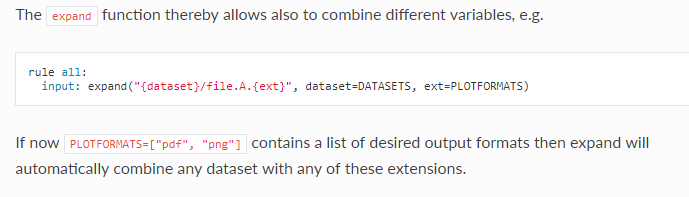 The expand function thereby allows also to combine different variables, e.g.
rule all:
  input: expand("{dataset}/file.A.{ext}", dataset=DATASETS, ext=PLOTFORMATS)
If now PLOTFORMATS=["pdf", "png"] contains a list of desired output formats then expand will
automatically combine any dataset with any of these extensions.